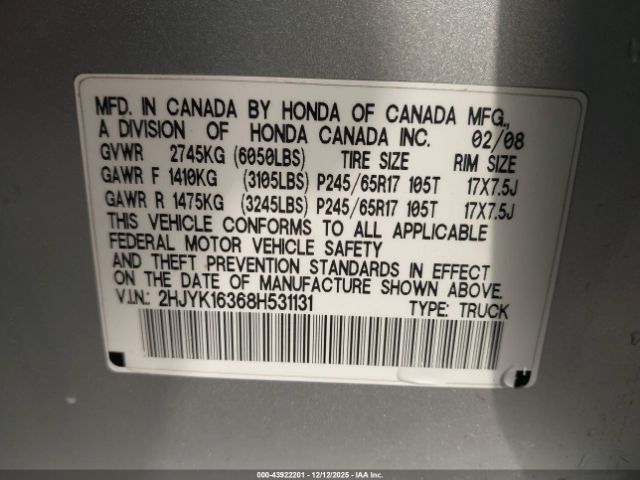 MFD. IN CANADA BY HONDA OF CANADA MFG.,
A DIVISION OF HONDA CANADA INC. 02/08
GVWR 2745KG (6050LBS) TIRE SIZE RIM SIZE
GAWR F 1410KG (3105LBS) P245/65R17 105T 17X7.5J
GAWR R 1475KG (3245LBS) P245/65R17 105T 17X7.5J
THIS VEHICLE CONFORMS TO ALL APPLICABLE
FEDERAL MOTOR VEHICLE SAFETY
AND THEFT PREVENTION STANDARDS IN EFFECT
ON THE DATE OF MANUFACTURE SHOWN ABOVE.
V.I.N.: 2HJYK16368H531131 TYPE: TRUCK
000-43922201 - 12/12/2025 - IAA, Inc.